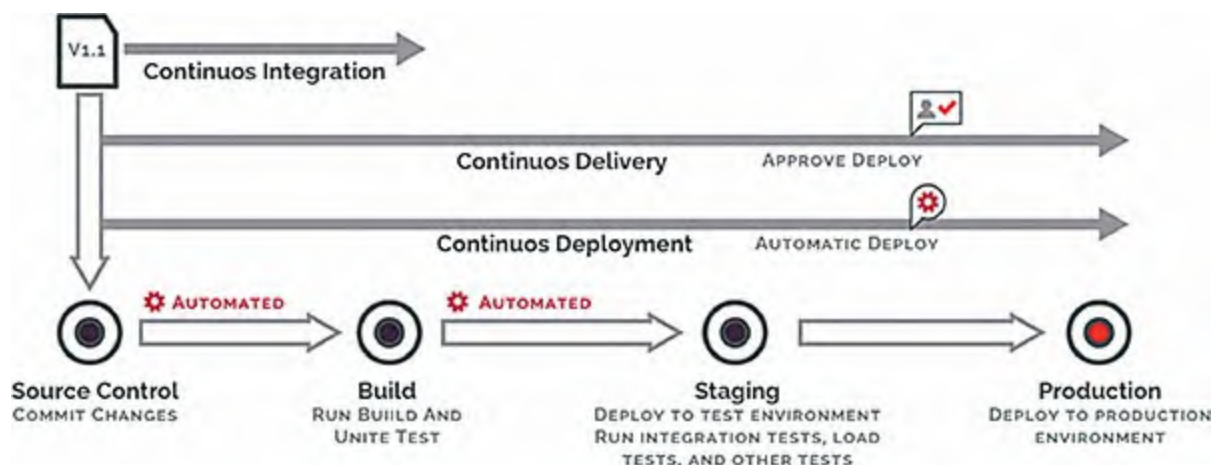 V1.1
Continuos Integration
Continuos Delivery
APPROVE DEPLOY
Continuos Deployment
AUTOMATIC DEPLOY
AUTOMATED
AUTOMATED
Source Control
COMMIT CHANGES
Build
RUN BUIILD AND
UNITE TEST
Staging
DEPLOY TO TEST ENVIRONMENT
RUN INTEGRATION TESTS, LOAD
TESTS, AND OTHER TESTS
Production
DEPLOY TO PRODUCTION
ENVIRONMENT